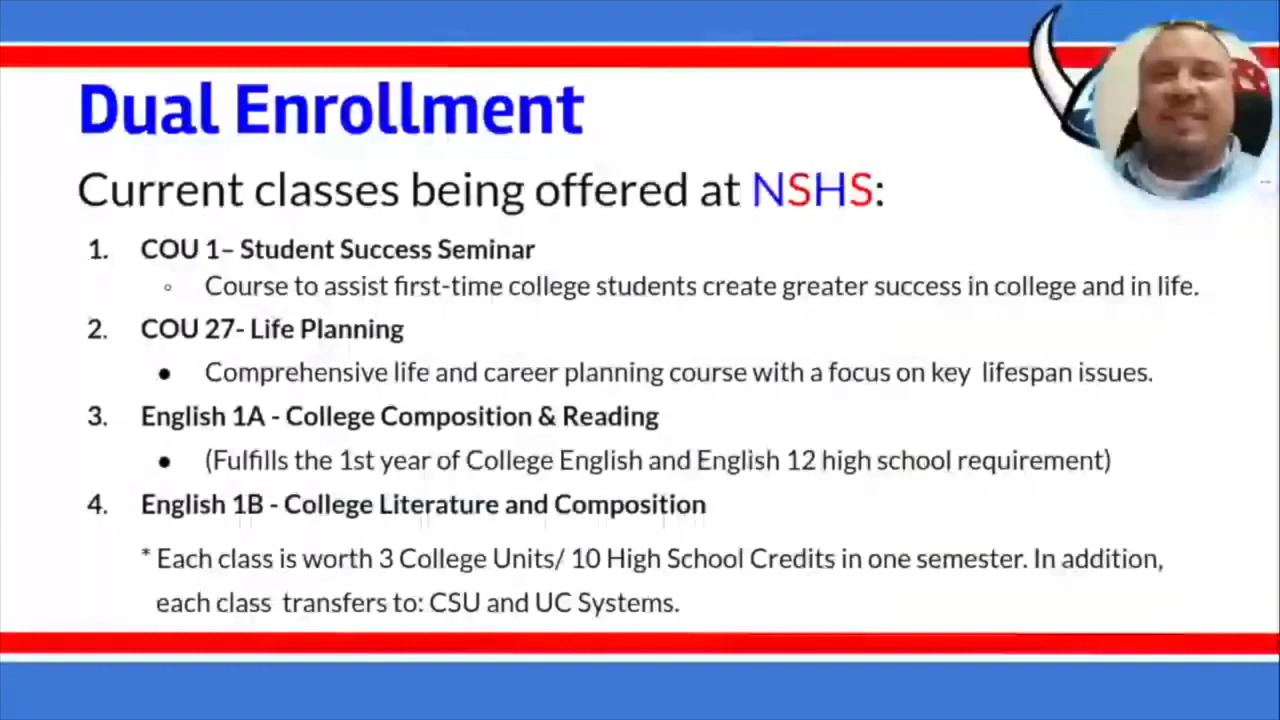 Dual Enrollment
Current classes being offered at NSHS:
1. COU 1– Student Success Seminar
◦ Course to assist first-time college students create greater success in college and in life.
2. COU 27- Life Planning
● Comprehensive life and career planning course with a focus on key  lifespan issues.
3. English 1A - College Composition & Reading
● (Fulfills the 1st year of College English and English 12 high school requirement)
4. English 1B - College Literature and Composition
* Each class is worth 3 College Units/ 10 High School Credits in one semester. In addition,
each class  transfers to: CSU and UC Systems.